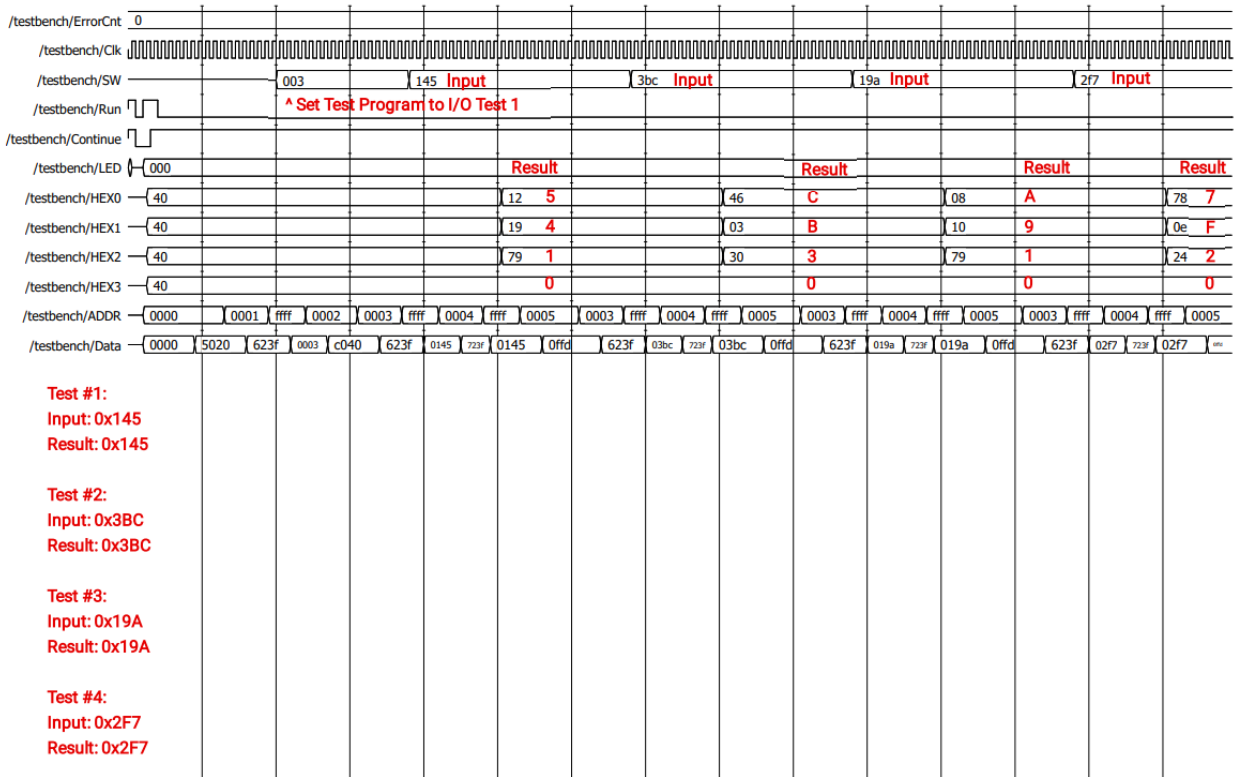 /testbench/ErrorCnt 0
/testbench/Clk
/testbench/SW 003 145 Input 3bc Input 19a Input 2f7 Input
/testbench/Run ^ Set Test Program to I/O Test 1
/testbench/Continue
/testbench/LED 000 Result Result Result Result
/testbench/HEX0 40 12 5 46 C 08 A 78 7
/testbench/HEX1 40 19 4 03 B 10 9 0e F
/testbench/HEX2 40 79 1 30 3 79 1 24 2
/testbench/HEX3 40 0 0 0 0
/testbench/ADDR 0000 0001 ffff 0002 0003 ffff 0004 ffff 0005 0003 ffff 0004 ffff 0005 0003 ffff 0004 ffff 0005 0003 ffff 0004 ffff 0005
/testbench/Data 0000 5020 623f 0003 c040 623f 0145 723f 0145 0ffd 623f 03bc 723f 03bc 0ffd 623f 019a 723f 019a 0ffd 623f 02f7 723f 02f7
Test #1:
Input: 0x145
Result: 0x145
Test #2:
Input: 0x3BC
Result: 0x3BC
Test #3:
Input: 0x19A
Result: 0x19A
Test #4:
Input: 0x2F7
Result: 0x2F7